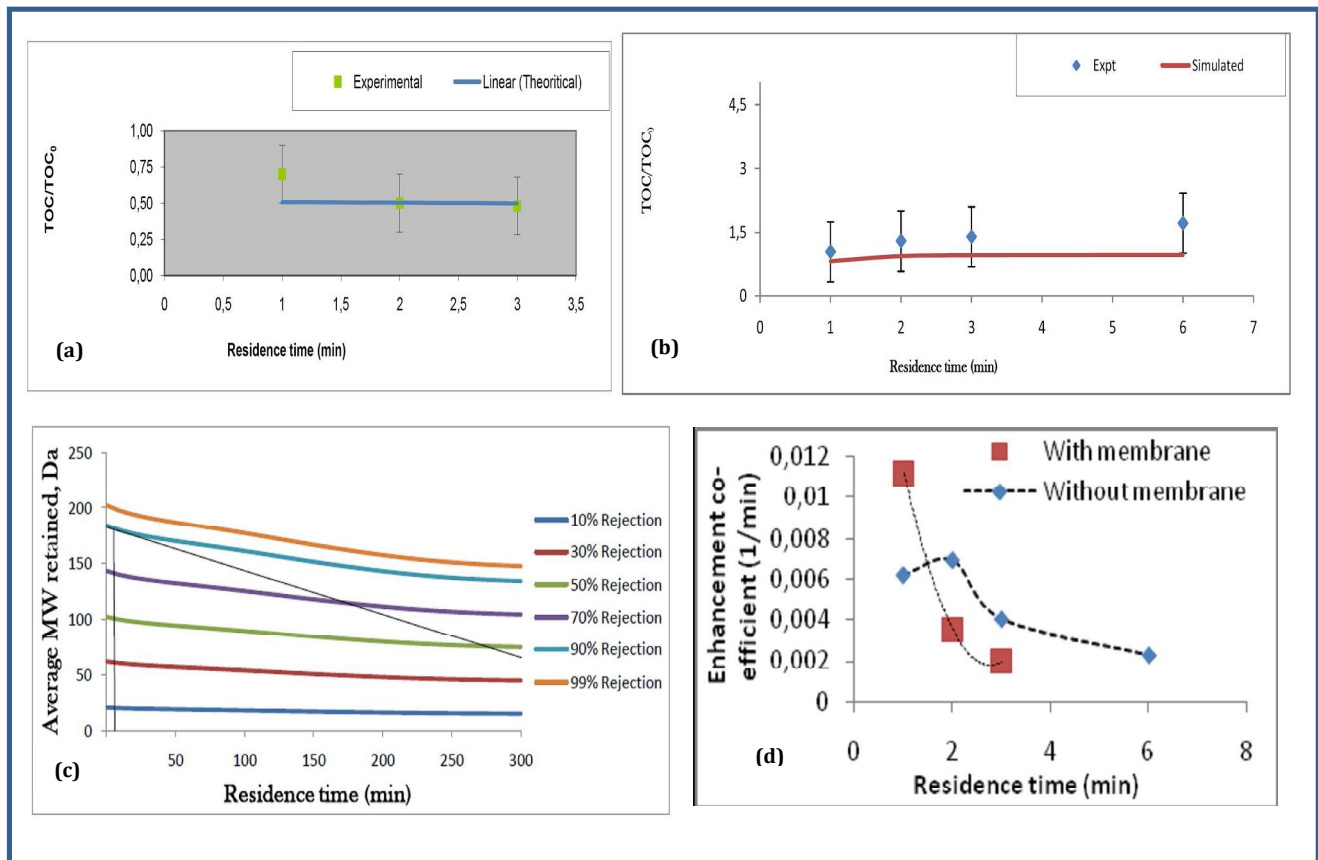 Experimental
Linear (Theoritical)
TOC/TOC₀
1,00
0,75
0,50
0,25
0,00
0 0,5 1 1,5 2 2,5 3 3,5
Residence time (min)
(a)
Expt
Simulated
TOC/TOC₀
4,5
3
1,5
0
0 1 2 3 4 5 6 7
Residence time (min)
(b)
Average MW retained, Da
250
200
150
100
50
0
50 100 150 200 250 300
Residence time (min)
10% Rejection
30% Rejection
50% Rejection
70% Rejection
90% Rejection
99% Rejection
(c)
Enhancement co-
efficient (1/min)
With membrane
Without membrane
0,012
0,01
0,008
0,006
0,004
0,002
0
0 2 4 6 8
Residence time (min)
(d)